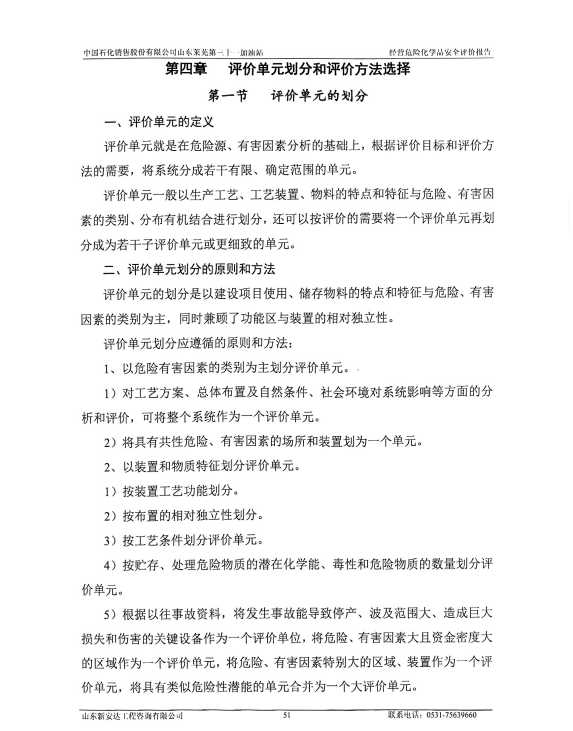 中国石化销售股份有限公司山东莱芜第三十一加油站 经营危险化学品安全评价报告
第四章 评价单元划分和评价方法选择
第一节 评价单元的划分
一、评价单元的定义
评价单元就是在危险源、有害因素分析的基础上，根据评价目标和评价方
法的需要，将系统分成若干有限、确定范围的单元。
评价单元一般以生产工艺、工艺装置、物料的特点和特征与危险、有害因
素的类别、分布有机结合进行划分，还可以按评价的需要将一个评价单元再划
分成为若干子评价单元或更细致的单元。
二、评价单元划分的原则和方法
评价单元的划分是以建设项目使用、储存物料的特点和特征与危险、有害
因素的类别为主，同时兼顾了功能区与装置的相对独立性。
评价单元划分应遵循的原则和方法：
1、以危险有害因素的类别为主划分评价单元。
1）对工艺方案、总体布置及自然条件、社会环境对系统影响等方面的分
析和评价，可将整个系统作为一个评价单元。
2）将具有共性危险、有害因素的场所和装置划为一个单元。
2、以装置和物质特征划分评价单元。
1）按装置工艺功能划分。
2）按布置的相对独立性划分。
3）按工艺条件划分评价单元。
4）按贮存、处理危险物质的潜在化学能、毒性和危险物质的数量划分评
价单元。
5）根据以往事故资料，将发生事故能导致停产、波及范围大、造成巨大
损失和伤害的关键设备作为一个评价单位，将危险、有害因素大且资金密度大
的区域作为一个评价单元，将危险、有害因素特别大的区域、装置作为一个评
价单元，将具有类似危险性潜能的单元合并为一个大评价单元。
山东新安达工程咨询有限公司 51 联系电话：0531-75639660